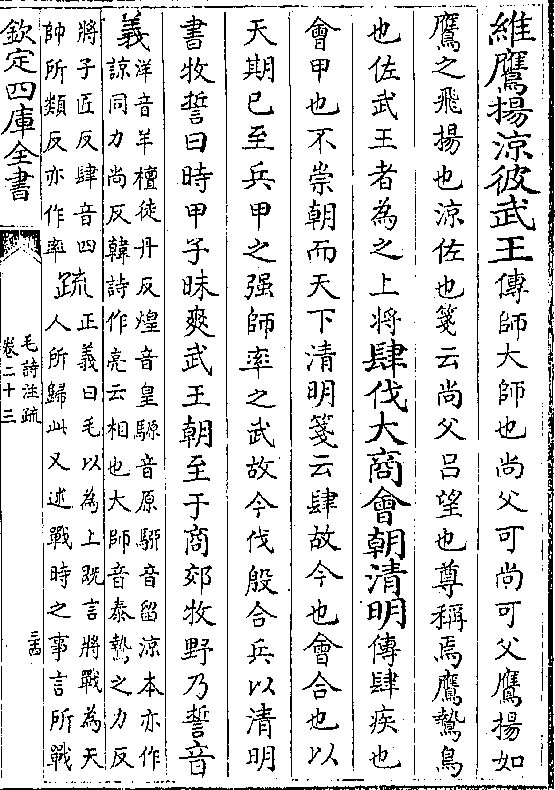 維鷹揚涼彼武王傳師大師也尚父可尚可父鷹揚如
鷹之飛揚也涼佐也箋云尚父呂望也尊稱焉鷹鷙鳥
也佐武王者為之上將肆伐大商會朝清明傳肆疾也
會甲也不崇朝而天下清明箋云肆故今也會合也以
天期已至兵甲之强師率之武故今伐殷合兵以清明
書牧誓曰時甲子昧爽武王朝至于商郊牧野乃誓音
義洋音羊檀徒丹反煌音皇騵音原駵音留涼本亦作
諒同力尚反韓詩作亮云相也大師音泰鷙之力反
將子匠反肆音四
帥所類反亦作率
疏正義曰毛以為上既言將戰為天
人所歸此又述戰時之事言所戰
欽定四庫全書
毛詩注疏
卷二十三
三四